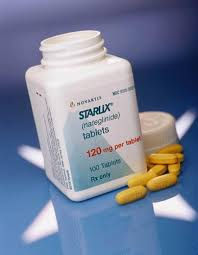 NOVARTIS
STARLIX®
(nateglinide)
tablets
120 mg per tablet
100 Tablets
Rx only